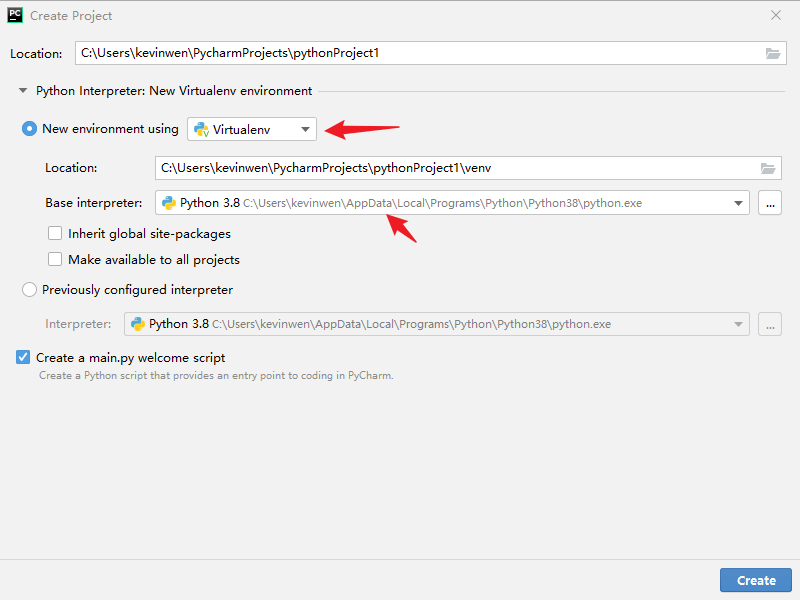 PC Create Project
Location: C:\Users\kevinwen\PycharmProjects\pythonProject1
Python Interpreter: New Virtualenv environment
New environment using Virtualenv
Location: C:\Users\kevinwen\PycharmProjects\pythonProject1\venv
Base interpreter: Python 3.8 C:\Users\kevinwen\AppData\Local\Programs\Python\Python38\python.exe ...
Inherit global site-packages
Make available to all projects
Previously configured interpreter
Interpreter: Python 3.8 C:\Users\kevinwen\AppData\Local\Programs\Python\Python38\python.exe ...
Create a main.py welcome script
Create a Python script that provides an entry point to coding in PyCharm.
Create